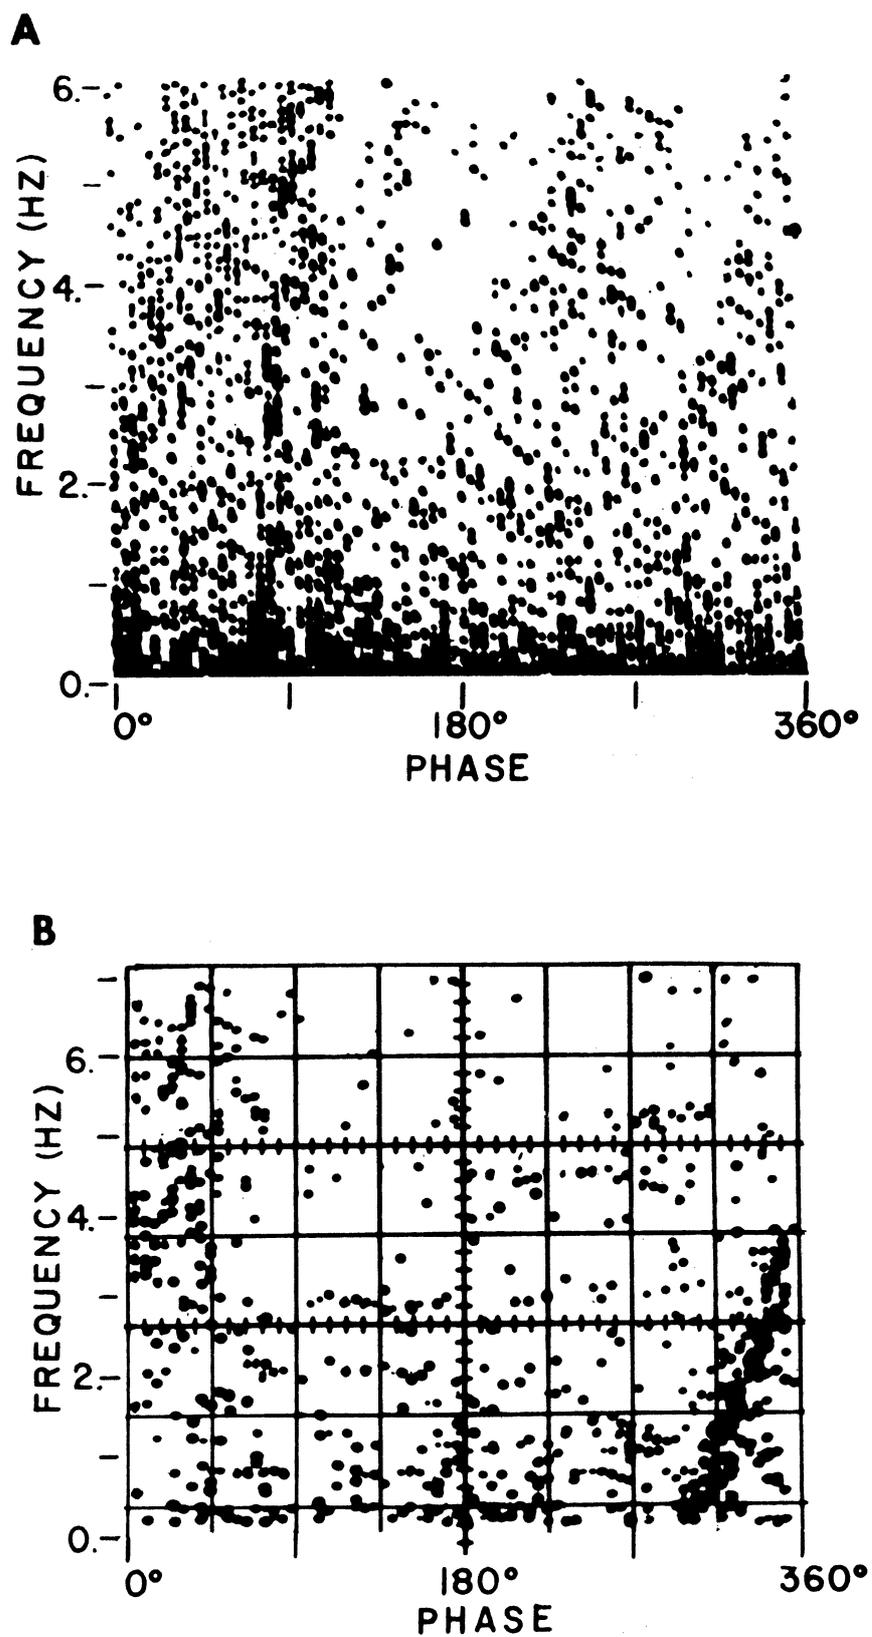 A
FREQUENCY (HZ)
6.–
4.–
2.–
0.–
0° 180° 360°
PHASE
B
FREQUENCY (HZ)
6.–
4.–
2.–
0.–
0° 180° 360°
PHASE